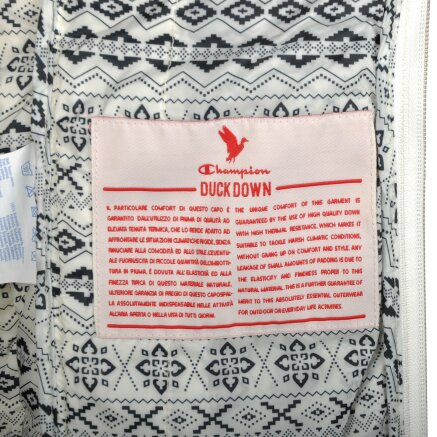 Champion
DUCK DOWN
IL PARTICOLARE COMFORT DI QUESTO CAPO È
GARANTITO DALL'UTILIZZO DI PIUMA DI QUALITÀ AD
ELEVATA TENUTA TERMICA, CHE LO RENDE ADATTO AD
AFFRONTARE LE SITUAZIONI CLIMATICHE RIGIDE, SENZA
RINUNCIARE ALLA COMODITÀ ED ALLO STILE. L'EVENTU-
ALE FUORIUSCITA DI PICCOLE QUANTITÀ DELL'IMBOTTI-
TURA DI PIUMA, È DOVUTA ALL'ELASTICITÀ ED ALLA
FINEZZA TIPICA DI QUESTO MATERIALE NATURALE,
ULTERIORE GARANZIA DI PREGIO DI QUESTO CAPOSPAL-
LA ASSOLUTAMENTE INDISPENSABILE NELLE ATTIVITÀ
ALL'ARIA APERTA O NELLA VITA DI TUTTI I GIORNI.
THE UNIQUE COMFORT OF THIS GARMENT IS
GUARANTEED BY THE USE OF HIGH QUALITY DOWN
WITH HIGH THERMAL RESISTANCE, WHICH MAKES IT
SUITABLE TO TACKLE HARSH CLIMATIC CONDITIONS,
WITHOUT GIVING UP ON COMFORT AND STYLE. ANY
LEAKAGE OF SMALL AMOUNTS OF PADDING IS DUE TO
THE ELASTICITY AND FINENESS PROPER TO THIS
NATURAL MATERIAL. THIS IS A FURTHER GUARANTEE OF
MERIT TO THIS ABSOLUTELY ESSENTIAL OUTERWEAR
FOR OUTDOOR OR EVERYDAY LIFE ACTIVITIES.